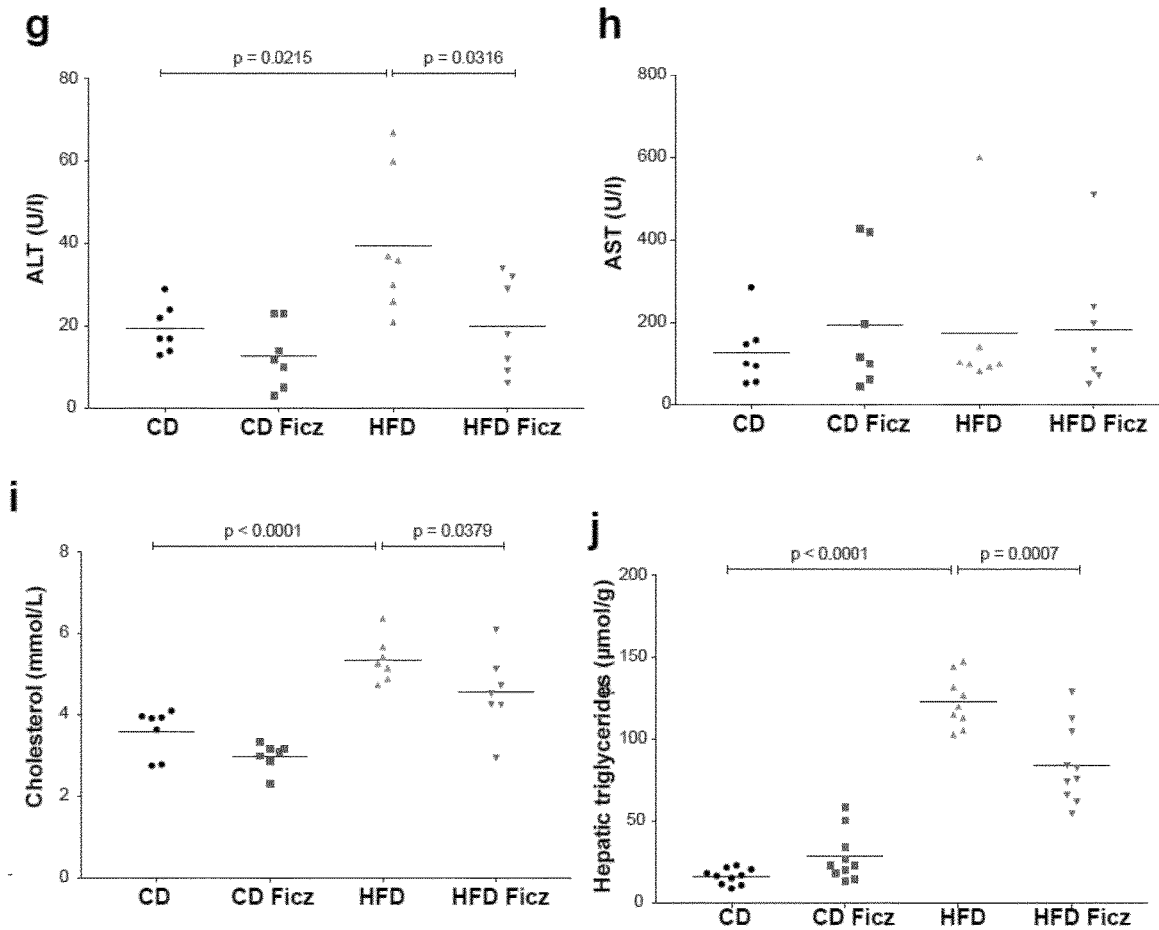 g
p = 0.0215
p = 0.0316
ALT (U/I)
80
60
40
20
0
CD
CD Ficz
HFD
HFD Ficz
h
AST (U/I)
800
600
400
200
0
CD
CD Ficz
HFD
HFD Ficz
i
p < 0.0001
p = 0.0379
Cholesterol (mmol/L)
8
6
4
2
0
CD
CD Ficz
HFD
HFD Ficz
j
p < 0.0001
p = 0.0007
Hepatic triglycerides (µmol/g)
200
150
100
50
0
CD
CD Ficz
HFD
HFD Ficz